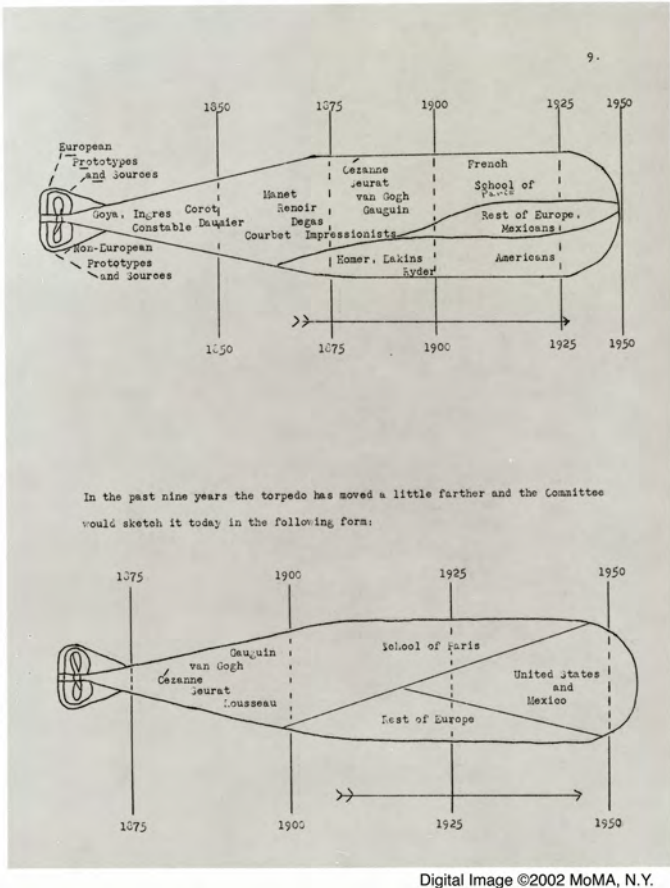 9.
1850 1875 1900 1925 1950
European
Prototypes
and Sources
Goya, Ingres
Constable
Corot
Daumier
Manet
Renoir
Degas
Courbet Impressionists
Cézanne
Seurat
van Gogh
Gauguin
French
School of
Paris
Rest of Europe,
Mexicans
Non-European
Prototypes
and Sources
Homer, Eakins
Ryder
Americans
1850 1875 1900 1925 1950
In the past nine years the torpedo has moved a little farther and the Committee
would sketch it today in the following form:
1875 1900 1925 1950
Gauguin
van Gogh
Cézanne
Seurat
Rousseau
School of Paris
United States
and
Mexico
Rest of Europe
1875 1900 1925 1950
Digital Image ©2002 MoMA, N.Y.